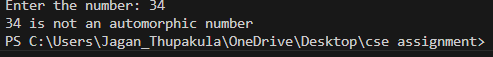 Enter the number: 34
34 is not an automorphic number
PS C:\Users\Jagan_Thupakula\OneDrive\Desktop\cse assignment>